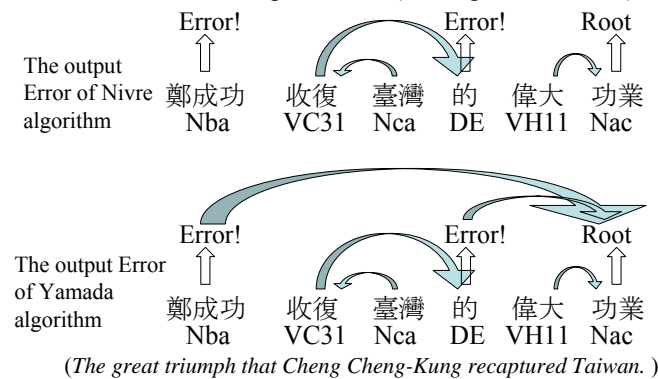 Error! Error! Root
The output
Error of Nivre
algorithm
鄭成功 收復 臺灣 的 偉大 功業
Nba VC31 Nca DE VH11 Nac
Error! Error! Root
The output Error
of Yamada
algorithm
鄭成功 收復 臺灣 的 偉大 功業
Nba VC31 Nca DE VH11 Nac
(The great triumph that Cheng Cheng-Kung recaptured Taiwan. )